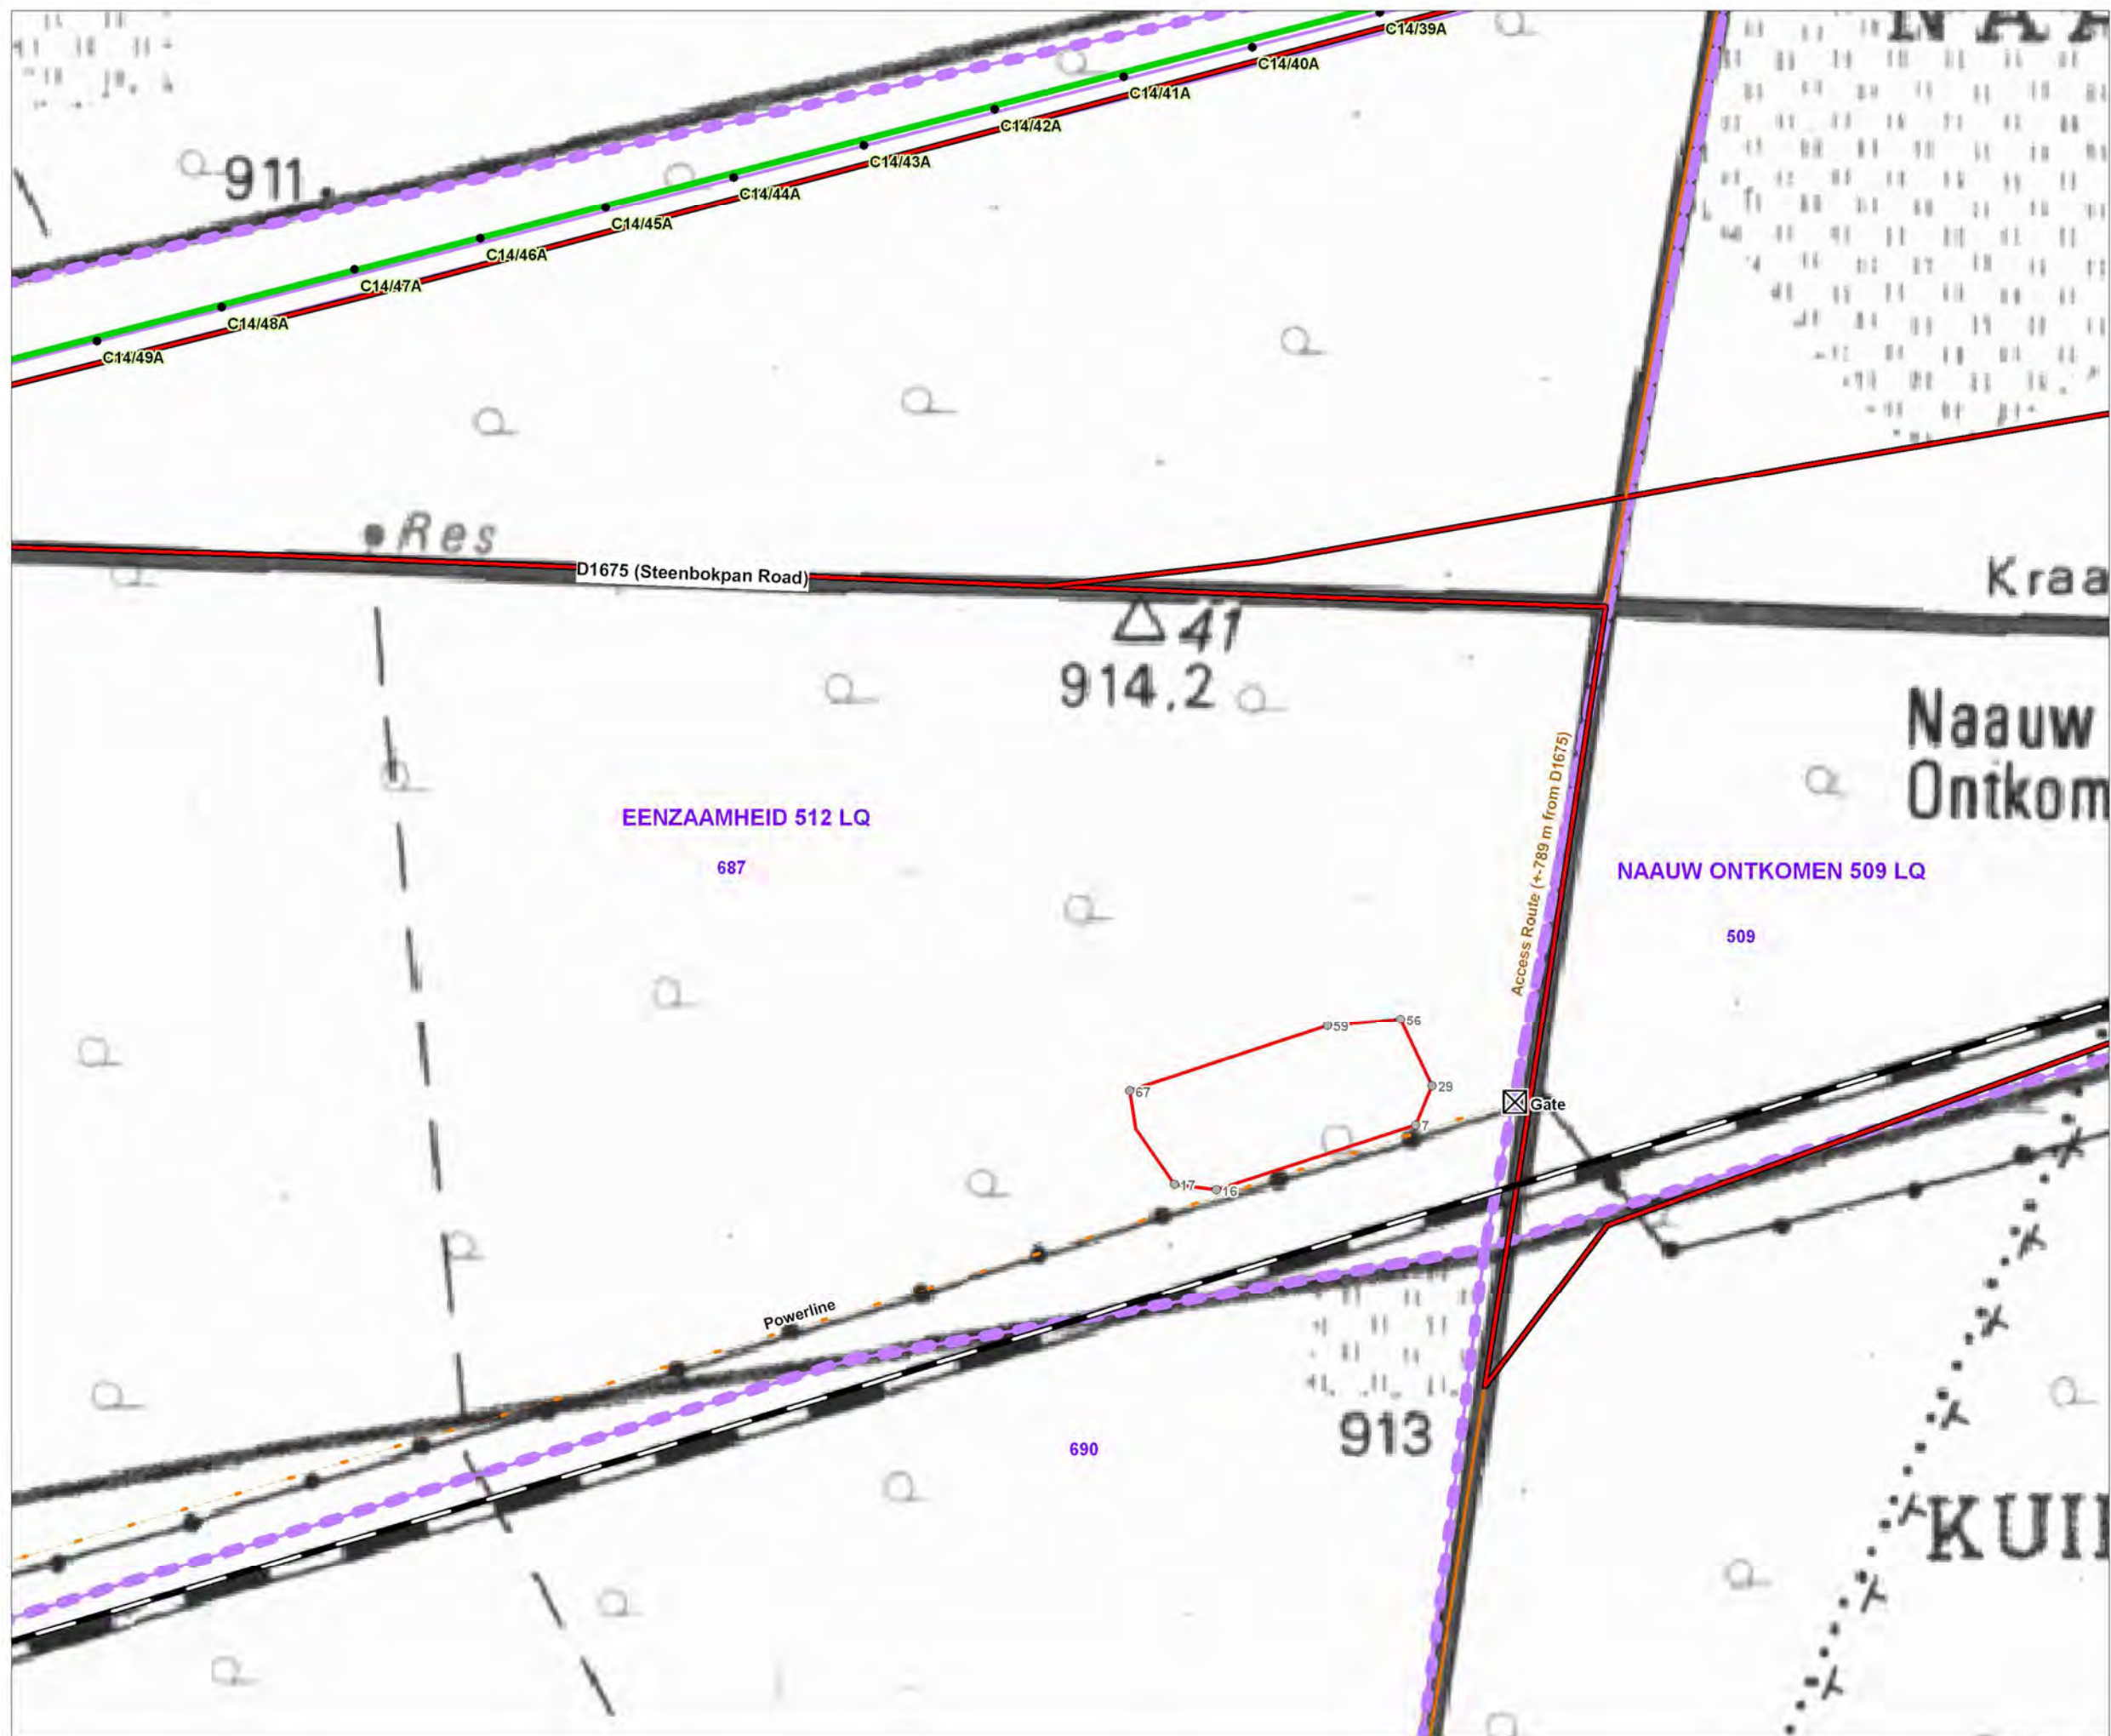 NAA
C14/39A
C14/40A
C14/41A
C14/42A
C14/43A
911
C14/44A
C14/45A
C14/46A
C14/47A
C14/48A
C14/49A
Res
D1675 (Steenbokpan Road)
Kraa
41
914,2
Naauw
Ontkom
Access Route (+-789 m from D1675)
EENZAAMHEID 512 LQ
687
NAAUW ONTKOMEN 509 LQ
509
59
56
67
29
Gate
7
17
16
Powerline
913
690
KUI